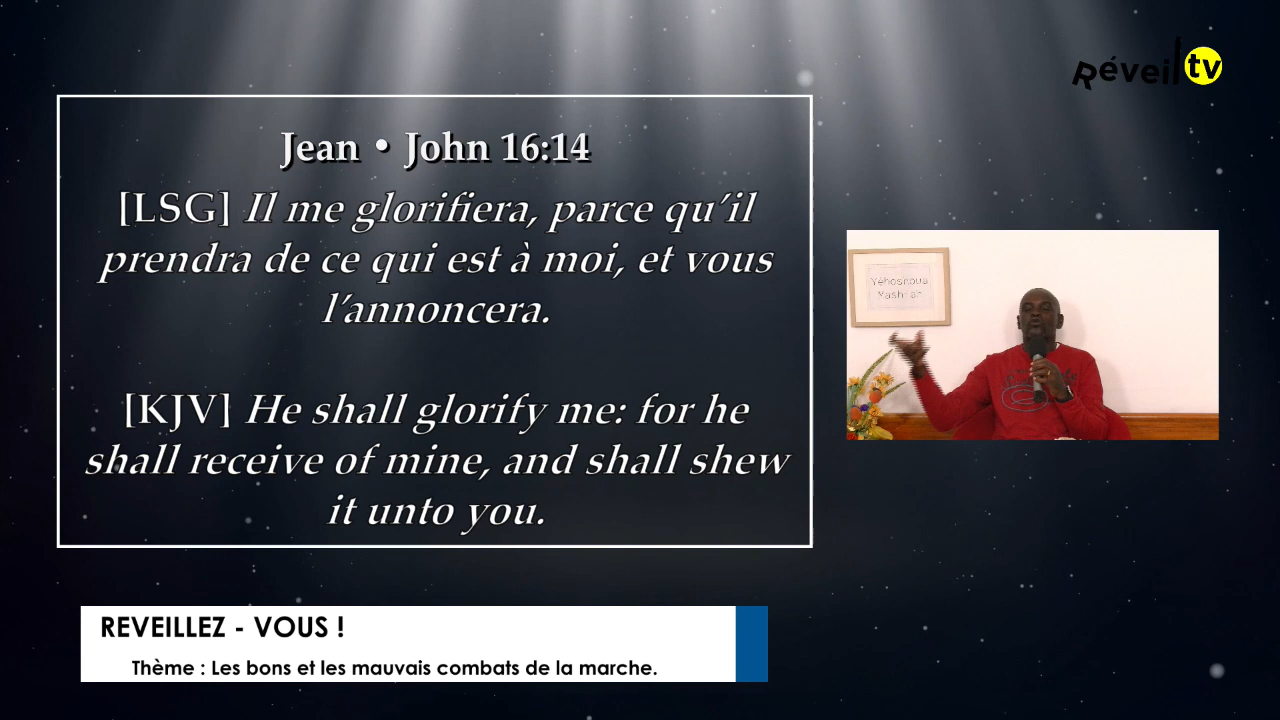 Réveil tv
Jean • John 16:14
[LSG] Il me glorifiera, parce qu’il
prendra de ce qui est à moi, et vous
l’annoncera.
[KJV] He shall glorify me: for he
shall receive of mine, and shall shew
it unto you.
Yéhoshoua
Mashiah
REVEILLEZ - VOUS !
Thème : Les bons et les mauvais combats de la marche.